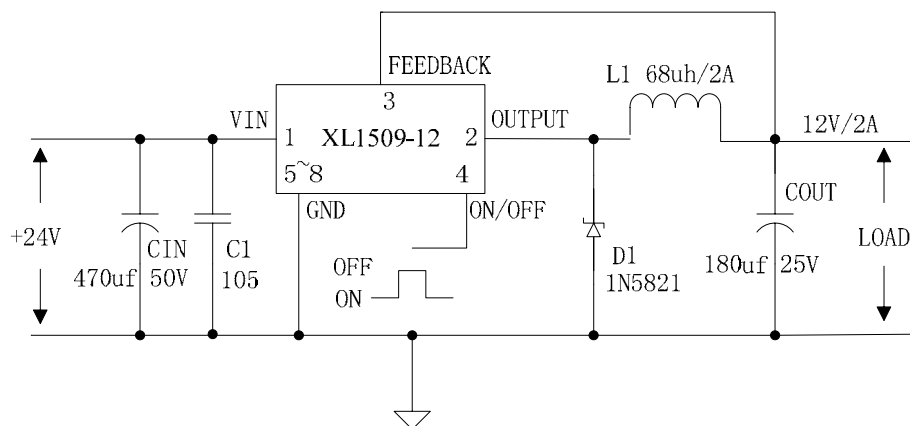 FEEDBACK
L1 68uh/2A
3
VIN
1
XL1509-12
2
OUTPUT
12V/2A
5~8
4
GND
ON/OFF
COUT
+24V
CIN
C1
OFF
D1
LOAD
470uf 50V
105
ON
1N5821
180uf 25V